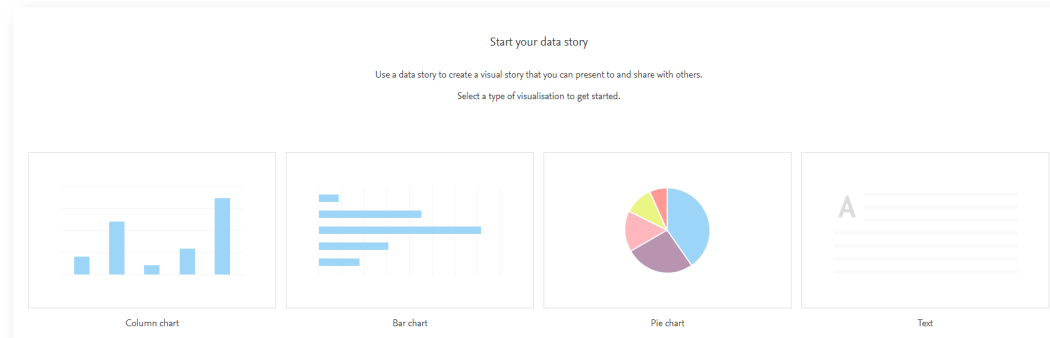 Start your data story
Use a data story to create a visual story that you can present to and share with others.
Select a type of visualisation to get started.
A
Column chart
Bar chart
Pie chart
Text